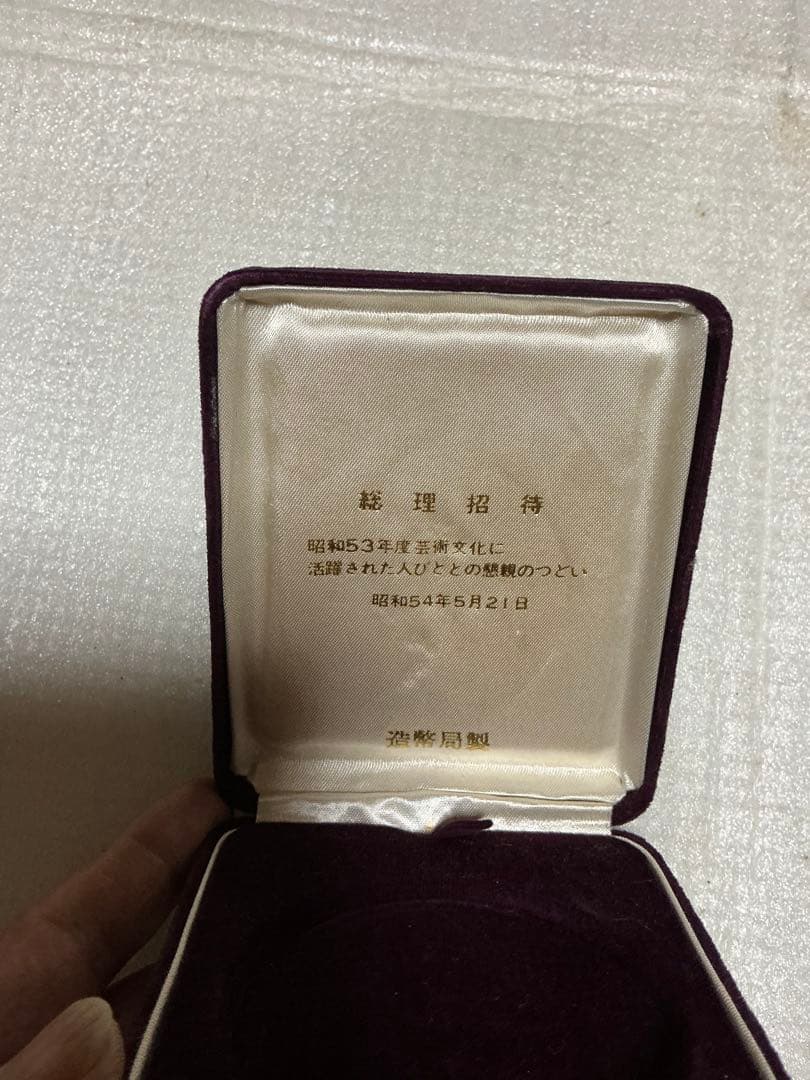 総理招待
昭和53年度芸術文化に
活躍された人びととの懇親のつどい
昭和54年5月21日
造幣局製